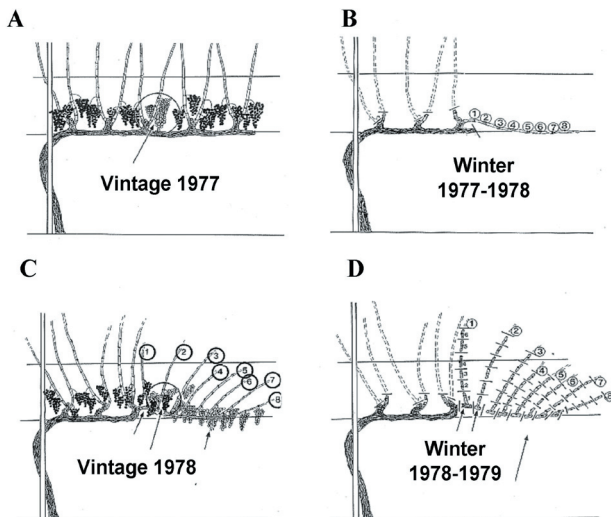 A
Vintage 1977
B
1 2 3 4 5 6 7 8
Winter
1977-1978
C
1 2 3 4 5 6 7 8
Vintage 1978
D
1 2 3 4 5 6 7 8
Winter
1978-1979